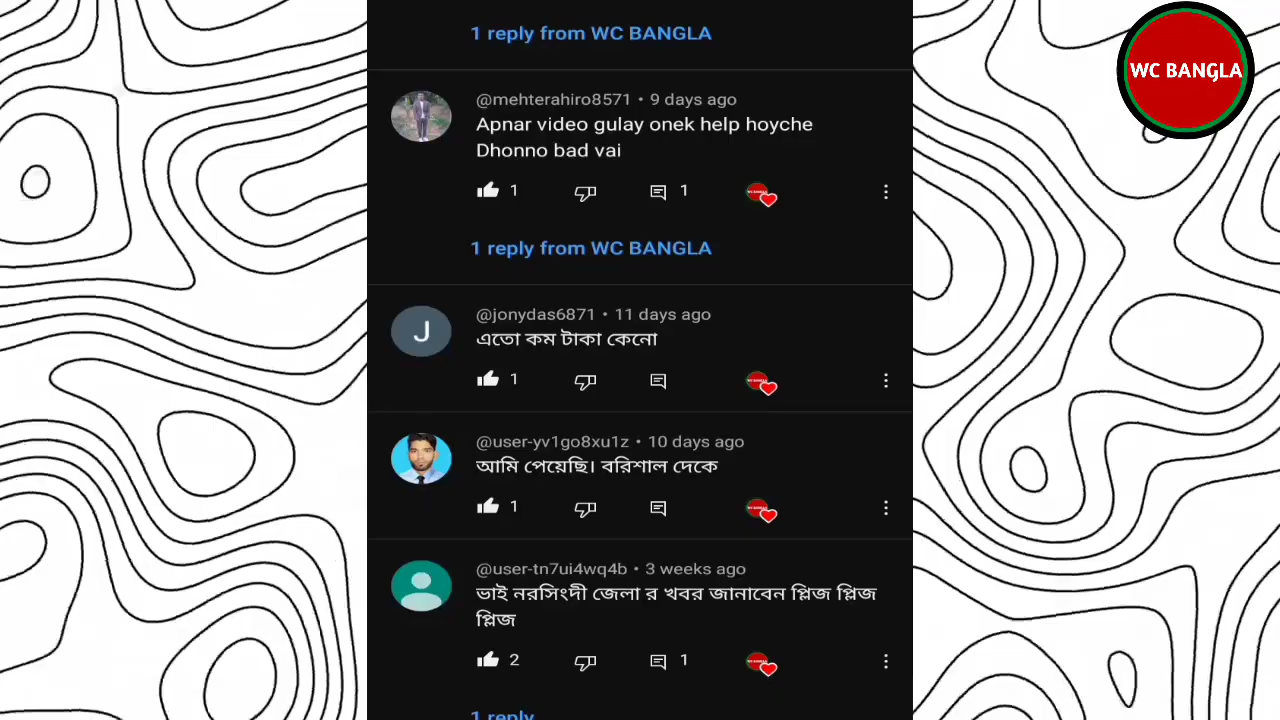 1 reply from WC BANGLA
WC BANGLA
@mehterahiro8571 • 9 days ago
Apnar video gulay onek help hoyche
Dhonno bad vai
1 1
1 reply from WC BANGLA
@jonydas6871 • 11 days ago
J
এতো কম টাকা কেনো
1
@user-yv1go8xu1z • 10 days ago
আমি পেয়েছি। বরিশাল দেকে
1
@user-tn7ui4wq4b • 3 weeks ago
ভাই নরসিংদী জেলা র খবর জানাবেন প্লিজ প্লিজ
প্লিজ
2 1
1 reply